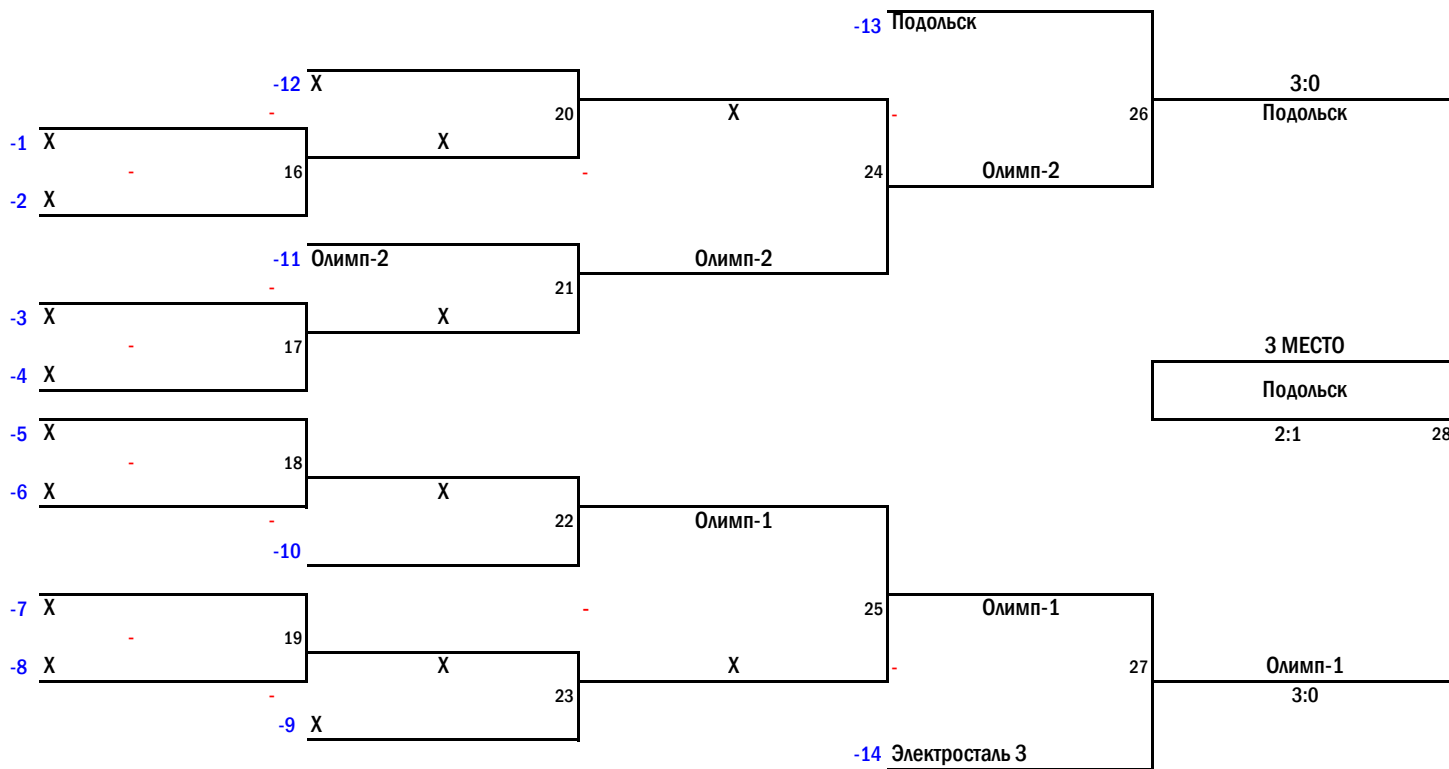 -13 Подольск
-12 Х
3:0
- 20 Х - 26 Подольск
-1 Х Х
- 16 - 24 Олимп-2
-2 Х
-11 Олимп-2 Олимп-2
- 21
-3 Х Х
- 17 3 МЕСТО
-4 Х Подольск
-5 Х 2:1 28
- 18
-6 Х Х
- 22 Олимп-1
-10
-7 Х - 25 Олимп-1
- 19
-8 Х Х Х - 27 Олимп-1
- 23 3:0
-9 Х
-14 Электросталь 3